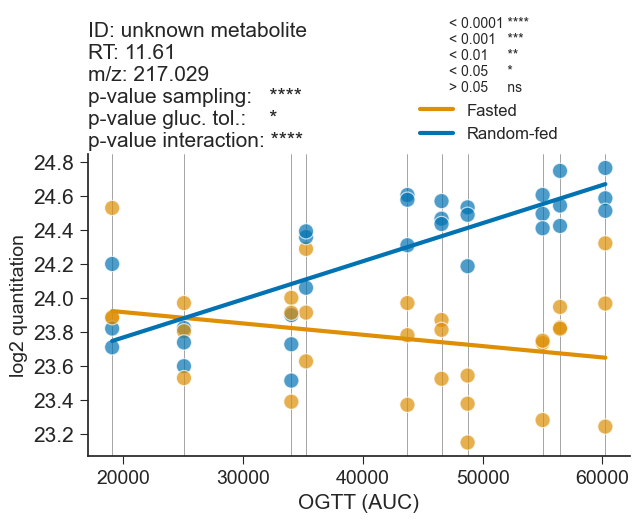 ID: unknown metabolite
RT: 11.61
m/z: 217.029
p-value sampling: ****
p-value gluc. tol.: *
p-value interaction: ****
< 0.0001 ****
< 0.001 ***
< 0.01 **
< 0.05 *
> 0.05 ns
Fasted
Random-fed
24.8
24.6
24.4
24.2
24.0
23.8
23.6
23.4
23.2
log2 quantitation
20000 30000 40000 50000 60000
OGTT (AUC)